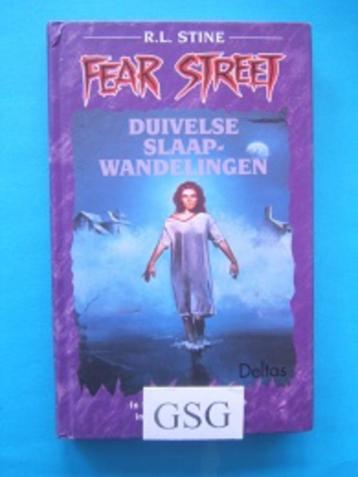 R.L. STINE
FEAR STREET
DUIVELSE
SLAAP-
WANDELINGEN
Deltas
GSG